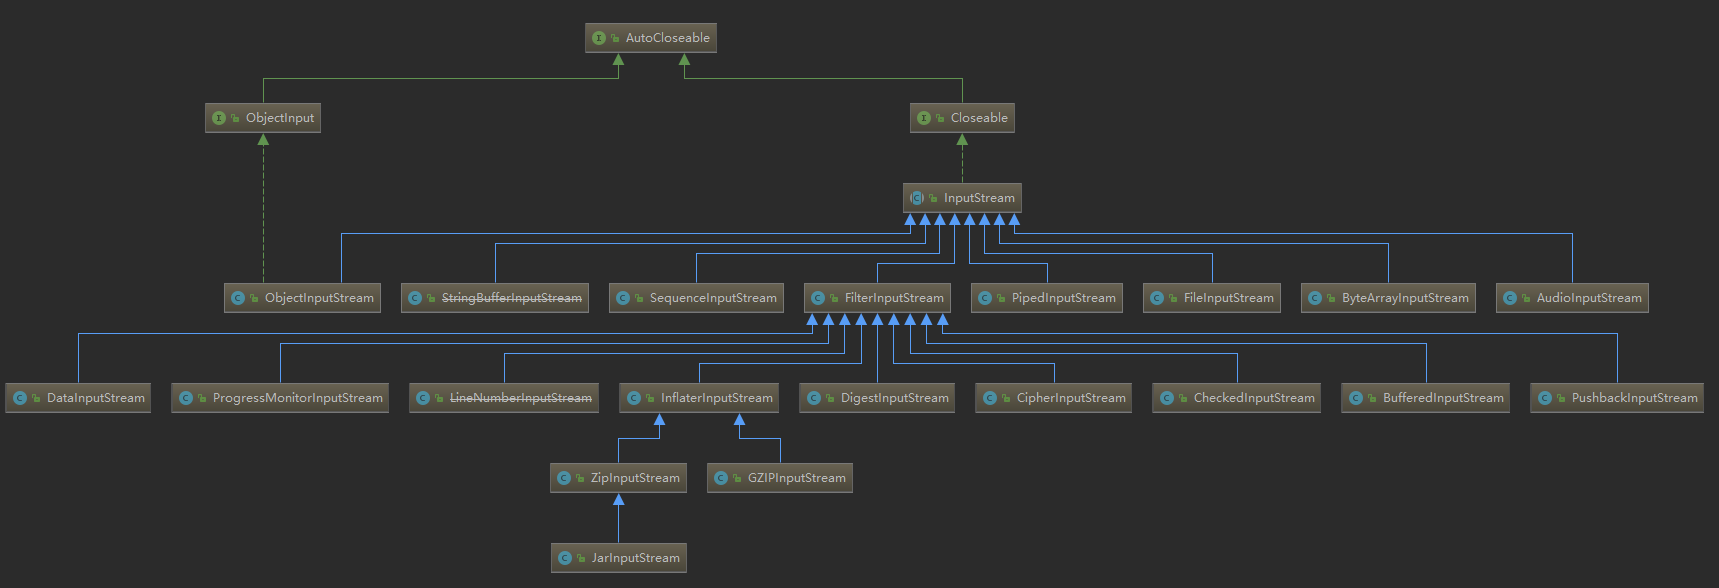 AutoCloseable
ObjectInput
Closeable
InputStream
ObjectInputStream
StringBufferInputStream
SequenceInputStream
FilterInputStream
PipedInputStream
FileInputStream
ByteArrayInputStream
AudioInputStream
DataInputStream
ProgressMonitorInputStream
LineNumberInputStream
InflaterInputStream
DigestInputStream
CipherInputStream
CheckedInputStream
BufferedInputStream
PushbackInputStream
ZipInputStream
GZIPInputStream
JarInputStream